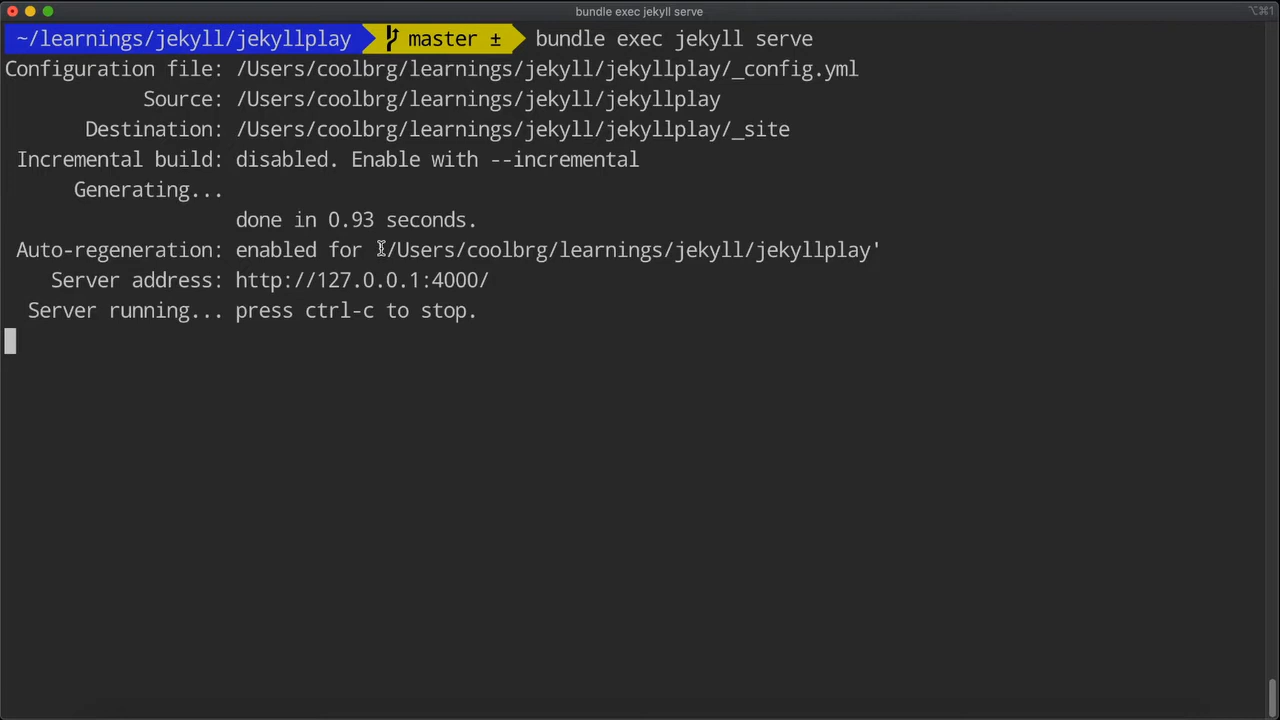 bundle exec jekyll serve
⌥⌘1
~/learnings/jekyll/jekyllplay master ± bundle exec jekyll serve
Configuration file: /Users/coolbrg/learnings/jekyll/jekyllplay/_config.yml
Source: /Users/coolbrg/learnings/jekyll/jekyllplay
Destination: /Users/coolbrg/learnings/jekyll/jekyllplay/_site
Incremental build: disabled. Enable with --incremental
Generating...
done in 0.93 seconds.
Auto-regeneration: enabled for '/Users/coolbrg/learnings/jekyll/jekyllplay'
Server address: http://127.0.0.1:4000/
Server running... press ctrl-c to stop.